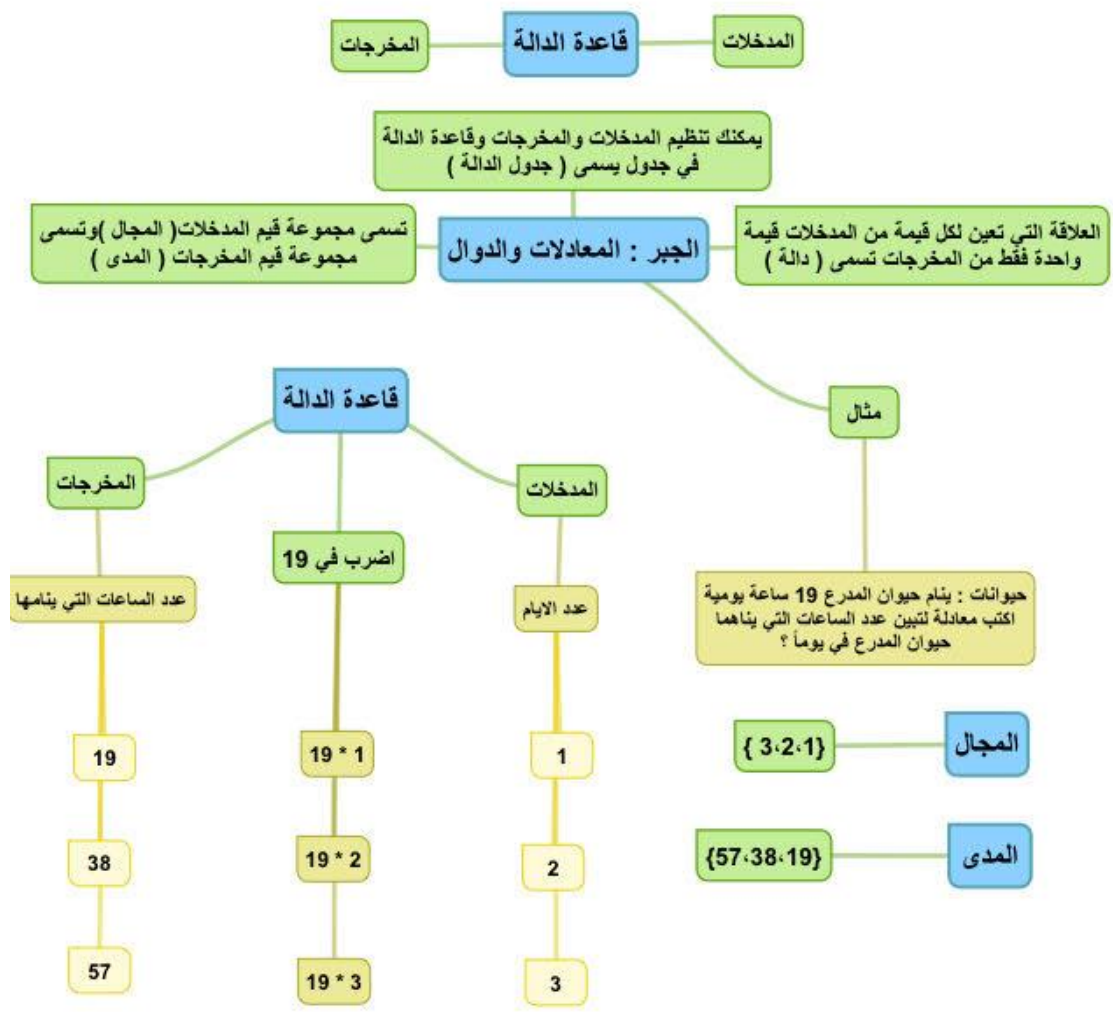 المدخلات
قاعدة الدالة
المخرجات
يمكنك تنظيم المدخلات والمخرجات وقاعدة الدالة
في جدول يسمى ( جدول الدالة )
العلاقة التي تعين لكل قيمة من المدخلات قيمة
واحدة فقط من المخرجات تسمى ( دالة )
الجبر : المعادلات والدوال
تسمى مجموعة قيم المدخلات( المجال )وتسمى
مجموعة قيم المخرجات ( المدى )
مثال
حيوانات : ينام حيوان المدرع 19 ساعة يومية
اكتب معادلة لتبين عدد الساعات التي يناهما
حيوان المدرع في يوماً ؟
المجال
{1،2،3 }
المدى
{19،38،57}
قاعدة الدالة
المدخلات
اضرب في 19
المخرجات
عدد الايام
عدد الساعات التي ينامها
1
19 * 1
19
2
19 * 2
38
3
19 * 3
57